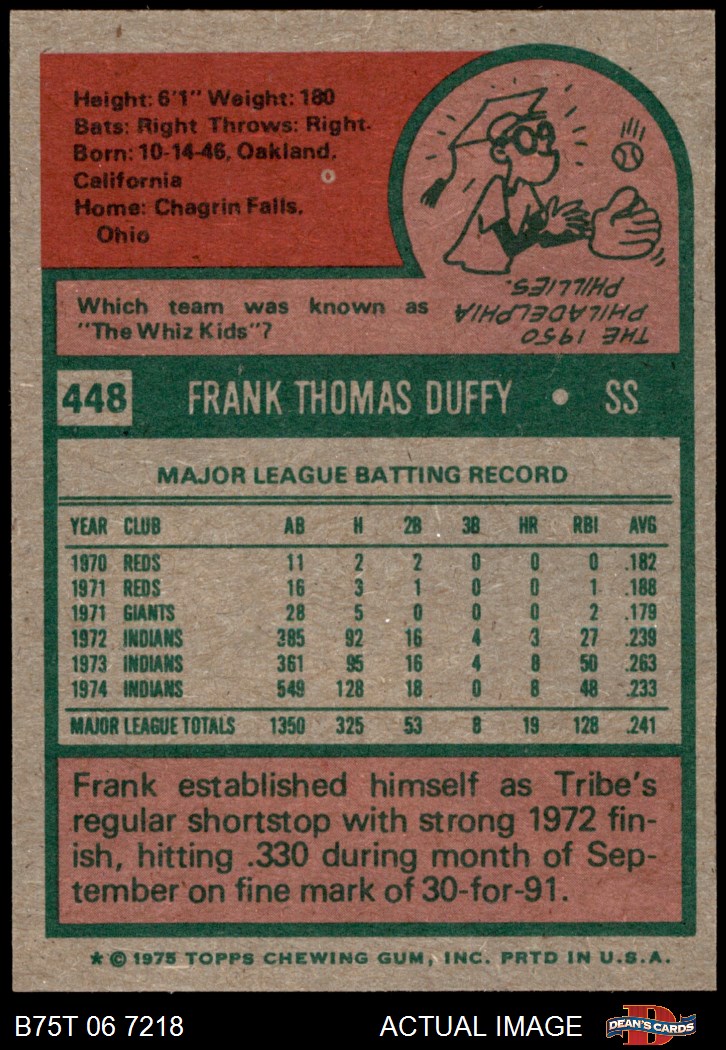 Height: 6'1" Weight: 180
Bats: Right Throws: Right
Born: 10-14-46, Oakland,
California
Home: Chagrin Falls,
Ohio
Which team was known as
"The Whiz Kids"?
THE 1950
PHILADELPHIA
PHILLIES.
448 FRANK THOMAS DUFFY • SS
MAJOR LEAGUE BATTING RECORD
YEAR CLUB AB H 2B 3B HR RBI AVG
1970 REDS 11 2 2 0 0 0 .182
1971 REDS 16 3 1 0 0 1 .188
1971 GIANTS 28 5 0 0 0 2 .179
1972 INDIANS 385 92 16 4 3 27 .239
1973 INDIANS 361 95 16 4 8 50 .263
1974 INDIANS 549 128 18 0 8 48 .233
MAJOR LEAGUE TOTALS 1350 325 53 8 19 128 .241
Frank established himself as Tribe's
regular shortstop with strong 1972 fin-
ish, hitting .330 during month of Sep-
tember on fine mark of 30-for-91.
* © 1975 TOPPS CHEWING GUM, INC. PRTD IN U.S.A.
B75T 06 7218 ACTUAL IMAGE
D
DEAN'S CARDS